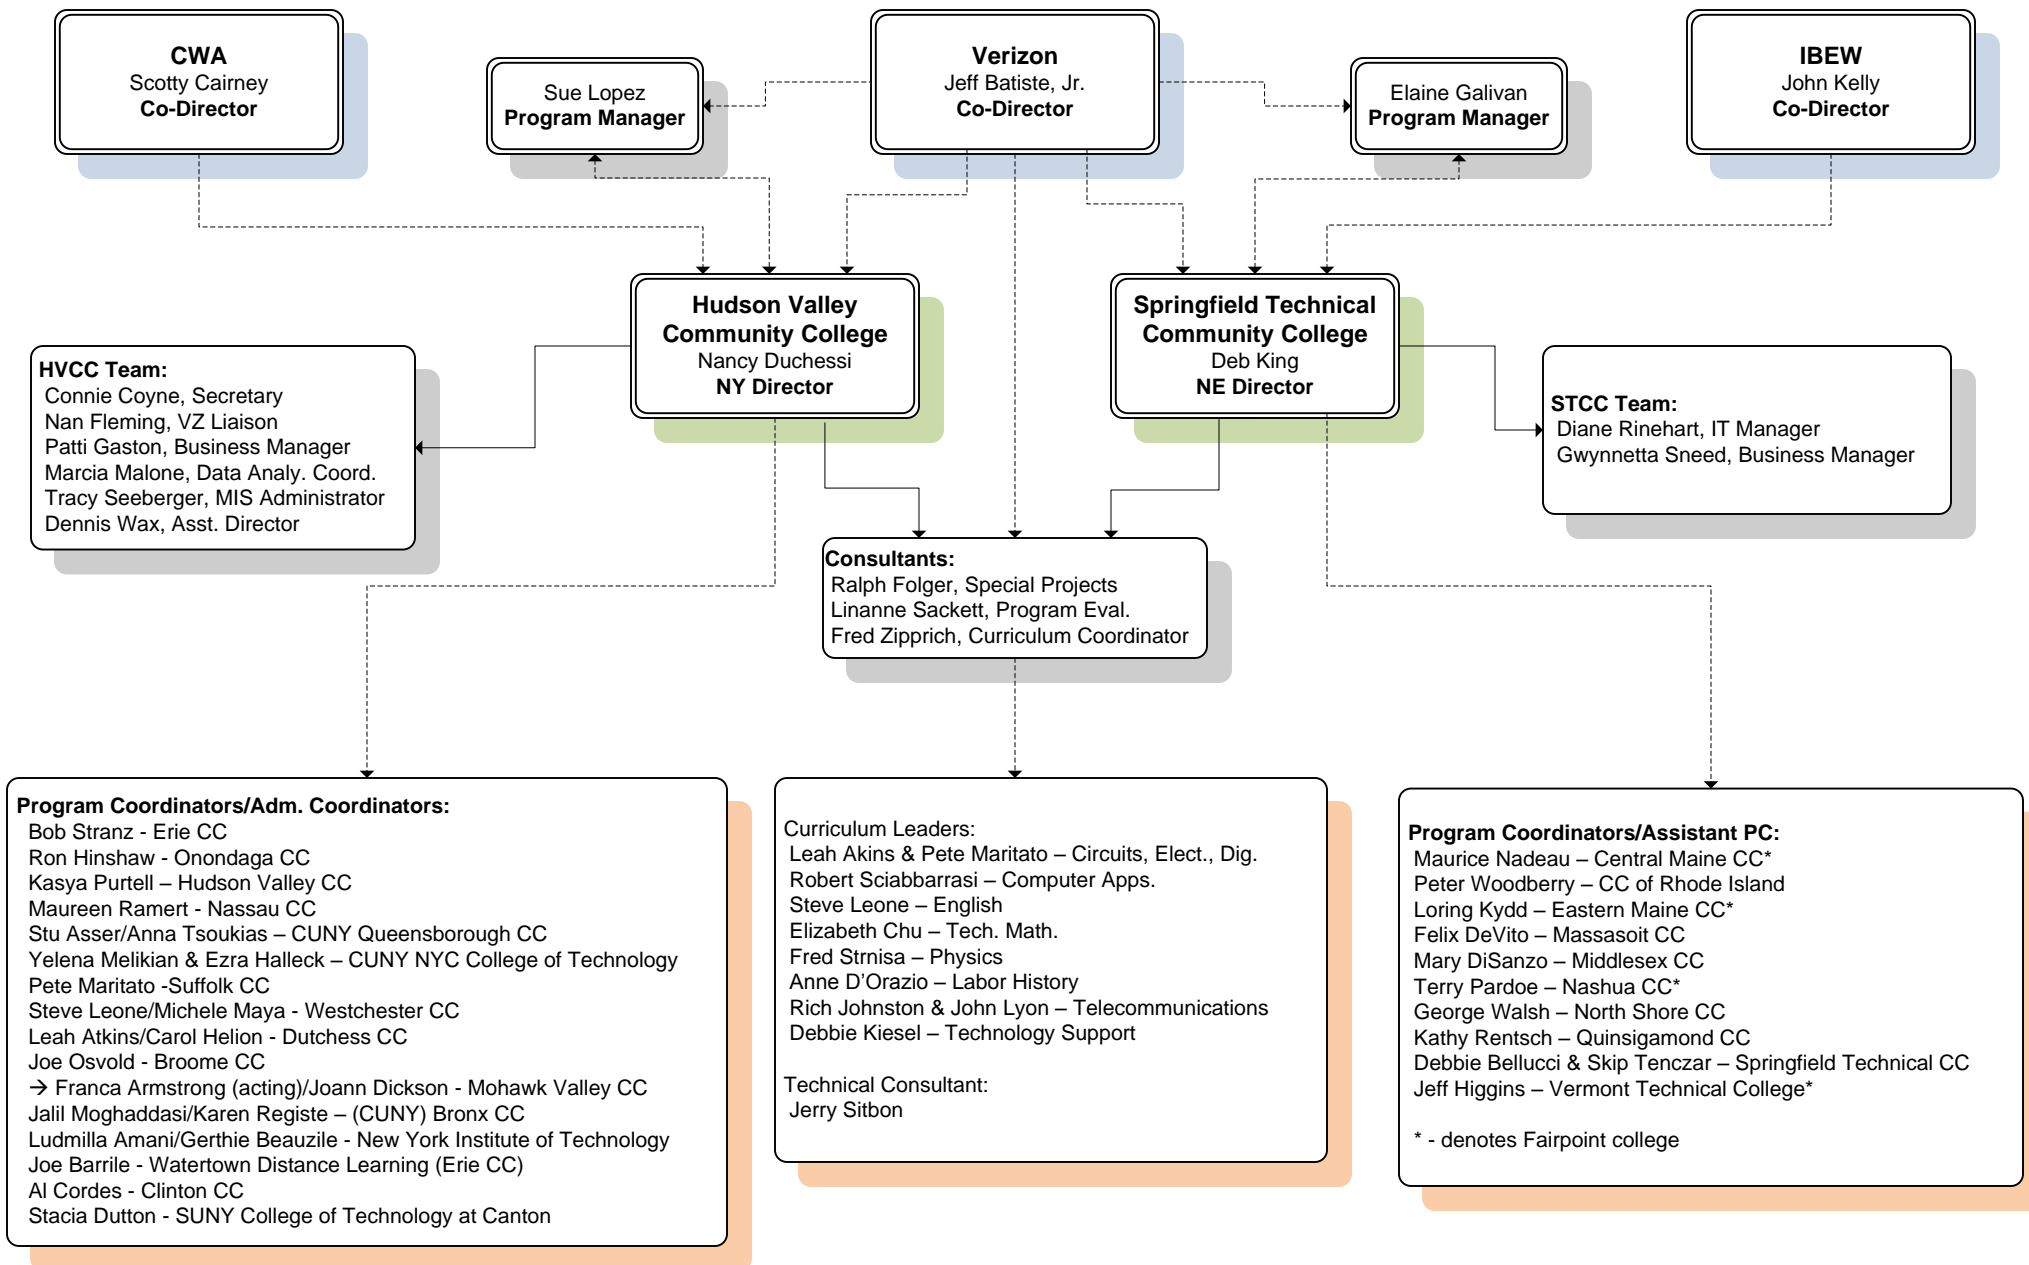 CWA
Scotty Cairney
Co-Director
Sue Lopez
Program Manager
Verizon
Jeff Batiste, Jr.
Co-Director
Elaine Galivan
Program Manager
IBEW
John Kelly
Co-Director
Hudson Valley
Community College
Nancy Duchessi
NY Director
Springfield Technical
Community College
Deb King
NE Director
HVCC Team:
Connie Coyne, Secretary
Nan Fleming, VZ Liaison
Patti Gaston, Business Manager
Marcia Malone, Data Analy. Coord.
Tracy Seeberger, MIS Administrator
Dennis Wax, Asst. Director
STCC Team:
Diane Rinehart, IT Manager
Gwynnetta Sneed, Business Manager
Consultants:
Ralph Folger, Special Projects
Linanne Sackett, Program Eval.
Fred Zipprich, Curriculum Coordinator
Program Coordinators/Adm. Coordinators:
Bob Stranz - Erie CC
Ron Hinshaw - Onondaga CC
Kasya Purtell – Hudson Valley CC
Maureen Ramert - Nassau CC
Stu Asser/Anna Tsoukias – CUNY Queensborough CC
Yelena Melikian & Ezra Halleck – CUNY NYC College of Technology
Pete Maritato -Suffolk CC
Steve Leone/Michele Maya - Westchester CC
Leah Atkins/Carol Helion - Dutchess CC
Joe Osvold - Broome CC
→ Franca Armstrong (acting)/Joann Dickson - Mohawk Valley CC
Jalil Moghaddasi/Karen Registe – (CUNY) Bronx CC
Ludmilla Amani/Gerthie Beauzile - New York Institute of Technology
Joe Barrile - Watertown Distance Learning (Erie CC)
Al Cordes - Clinton CC
Stacia Dutton - SUNY College of Technology at Canton
Curriculum Leaders:
Leah Akins & Pete Maritato – Circuits, Elect., Dig.
Robert Sciabbarrasi – Computer Apps.
Steve Leone – English
Elizabeth Chu – Tech. Math.
Fred Strnisa – Physics
Anne D'Orazio – Labor History
Rich Johnston & John Lyon – Telecommunications
Debbie Kiesel – Technology Support
Technical Consultant:
Jerry Sitbon
Program Coordinators/Assistant PC:
Maurice Nadeau – Central Maine CC*
Peter Woodberry – CC of Rhode Island
Loring Kydd – Eastern Maine CC*
Felix DeVito – Massasoit CC
Mary DiSanzo – Middlesex CC
Terry Pardoe – Nashua CC*
George Walsh – North Shore CC
Kathy Rentsch – Quinsigamond CC
Debbie Bellucci & Skip Tenczar – Springfield Technical CC
Jeff Higgins – Vermont Technical College*
* - denotes Fairpoint college